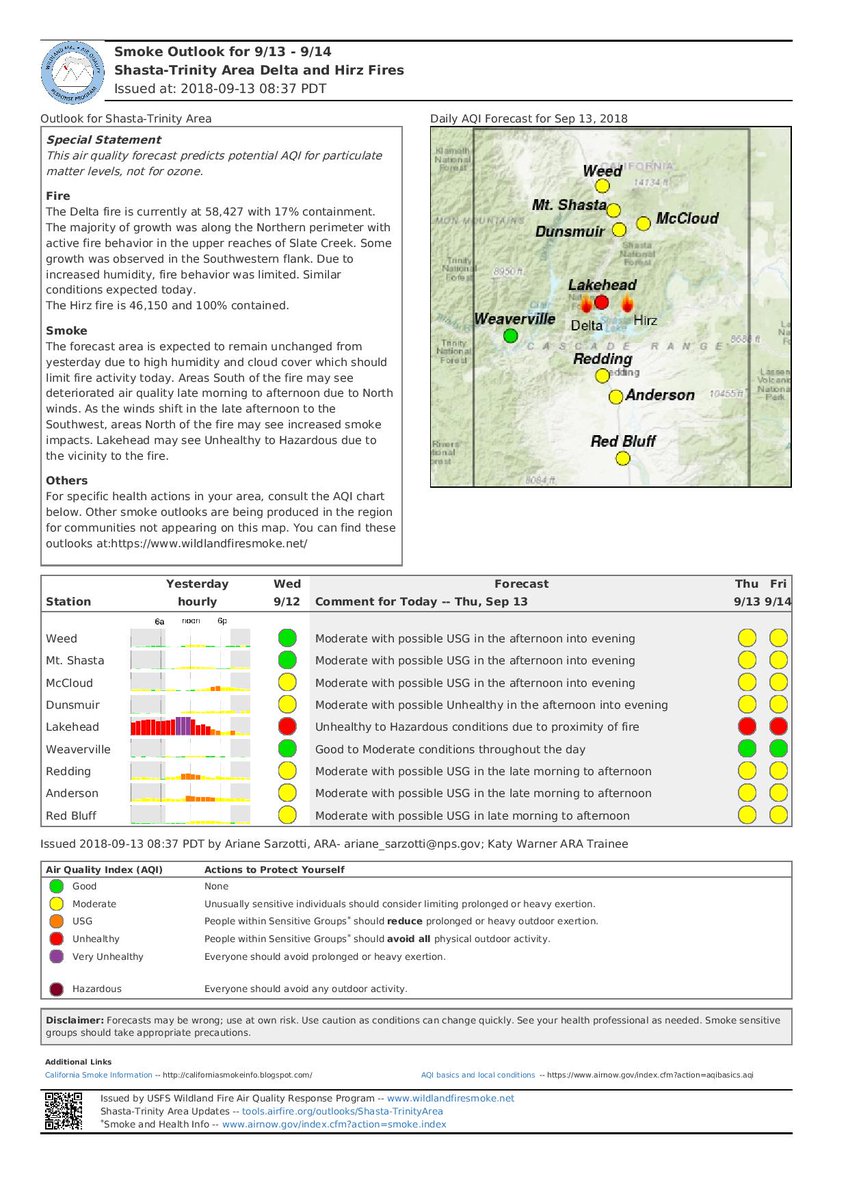 WILDLAND FIRE AIR QUALITY
RESPONSE PROGRAM
Smoke Outlook for 9/13 - 9/14
Shasta-Trinity Area Delta and Hirz Fires
Issued at: 2018-09-13 08:37 PDT
Outlook for Shasta-Trinity Area
Special Statement
This air quality forecast predicts potential AQI for particulate
matter levels, not for ozone.
Fire
The Delta fire is currently at 58,427 with 17% containment.
The majority of growth was along the Northern perimeter with
active fire behavior in the upper reaches of Slate Creek. Some
growth was observed in the Southwestern flank. Due to
increased humidity, fire behavior was limited. Similar
conditions expected today.
The Hirz fire is 46,150 and 100% contained.
Smoke
The forecast area is expected to remain unchanged from
yesterday due to high humidity and cloud cover which should
limit fire activity today. Areas South of the fire may see
deteriorated air quality late morning to afternoon due to North
winds. As the winds shift in the late afternoon to the
Southwest, areas North of the fire may see increased smoke
impacts. Lakehead may see Unhealthy to Hazardous due to
the vicinity to the fire.
Others
For specific health actions in your area, consult the AQI chart
below. Other smoke outlooks are being produced in the region
for communities not appearing on this map. You can find these
outlooks at:https://www.wildlandfiresmoke.net/
Daily AQI Forecast for Sep 13, 2018
Klamath
National
Forest
CALIFORNIA
Weed
14134 ft
Mt. Shasta
McCloud
MOUNTAINS
Dunsmuir
Shasta
National
Forest
Trinity
National
Forest
8950 ft
Lakehead
Delta
Hirz
Weaverville
Trinity
National
Forest
CASCADE RANGE
8688 ft
Redding
edding
Lassen
Volcanic
National
Park
Anderson
10455 ft
Red Bluff
8084 ft
Station
Yesterday
hourly
Wed
9/12
Forecast
Comment for Today -- Thu, Sep 13
Thu Fri
9/13 9/14
6a noon 6p
Weed Moderate with possible USG in the afternoon into evening
Mt. Shasta Moderate with possible USG in the afternoon into evening
McCloud Moderate with possible USG in the afternoon into evening
Dunsmuir Moderate with possible Unhealthy in the afternoon into evening
Lakehead Unhealthy to Hazardous conditions due to proximity of fire
Weaverville Good to Moderate conditions throughout the day
Redding Moderate with possible USG in the late morning to afternoon
Anderson Moderate with possible USG in the late morning to afternoon
Red Bluff Moderate with possible USG in late morning to afternoon
Issued 2018-09-13 08:37 PDT by Ariane Sarzotti, ARA- ariane_sarzotti@nps.gov; Katy Warner ARA Trainee
Air Quality Index (AQI) Actions to Protect Yourself
Good None
Moderate Unusually sensitive individuals should consider limiting prolonged or heavy exertion.
USG People within Sensitive Groups* should reduce prolonged or heavy outdoor exertion.
Unhealthy People within Sensitive Groups* should avoid all physical outdoor activity.
Very Unhealthy Everyone should avoid prolonged or heavy exertion.
Hazardous Everyone should avoid any outdoor activity.
Disclaimer: Forecasts may be wrong; use at own risk. Use caution as conditions can change quickly. See your health professional as needed. Smoke sensitive
groups should take appropriate precautions.
Additional Links
California Smoke Information -- http://californiasmokeinfo.blogspot.com/
AQI basics and local conditions -- https://www.airnow.gov/index.cfm?action=aqibasics.aqi
Issued by USFS Wildland Fire Air Quality Response Program -- www.wildlandfiresmoke.net
Shasta-Trinity Area Updates -- tools.airfire.org/outlooks/Shasta-TrinityArea
*Smoke and Health Info -- www.airnow.gov/index.cfm?action=smoke.index